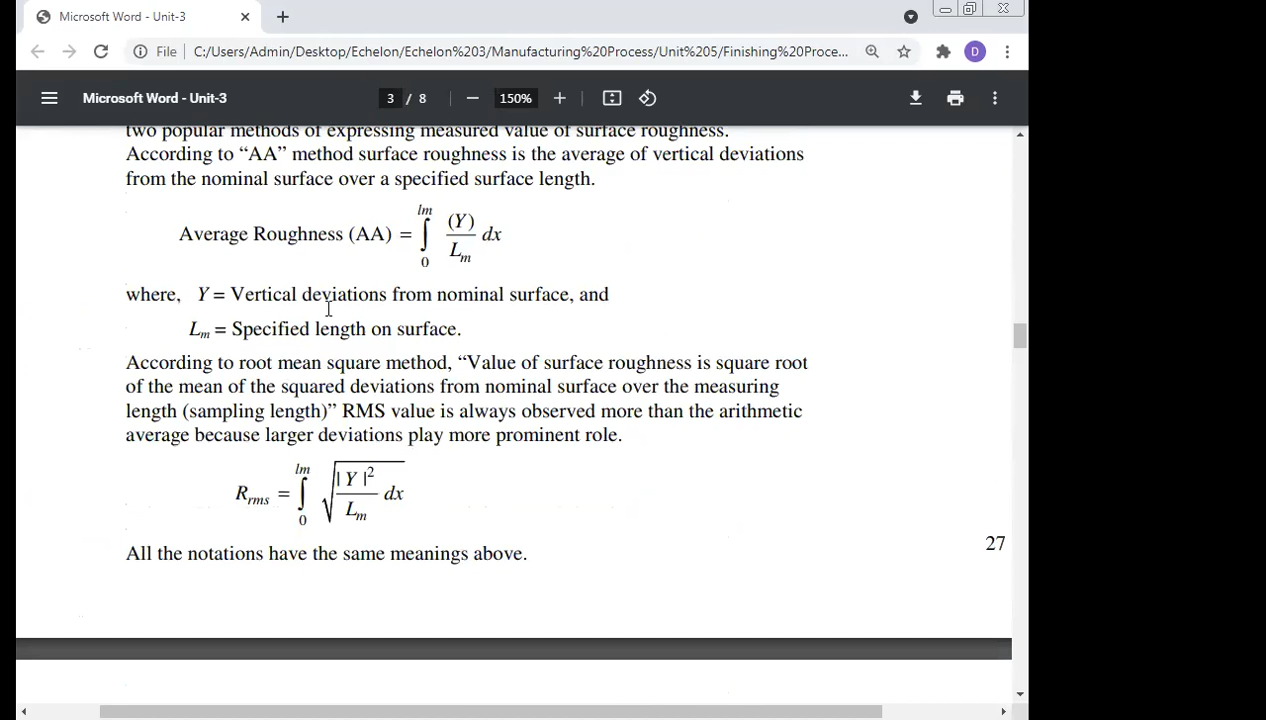 Microsoft Word - Unit-3
File C:/Users/Admin/Desktop/Echelon/Echelon%203/Manufacturing%20Process/Unit%205/Finishing%20Proce... D
Microsoft Word - Unit-3 3 / 8 150%
two popular methods of expressing measured value of surface roughness.
According to “AA” method surface roughness is the average of vertical deviations
from the nominal surface over a specified surface length.
Average Roughness (AA) = ∫₀^{lm} (Y)/L_m dx
where, Y = Vertical deviations from nominal surface, and
L_m = Specified length on surface.
According to root mean square method, “Value of surface roughness is square root
of the mean of the squared deviations from nominal surface over the measuring
length (sampling length)” RMS value is always observed more than the arithmetic
average because larger deviations play more prominent role.
R_rms = ∫₀^{lm} √(|Y|²/L_m dx)
27
All the notations have the same meanings above.